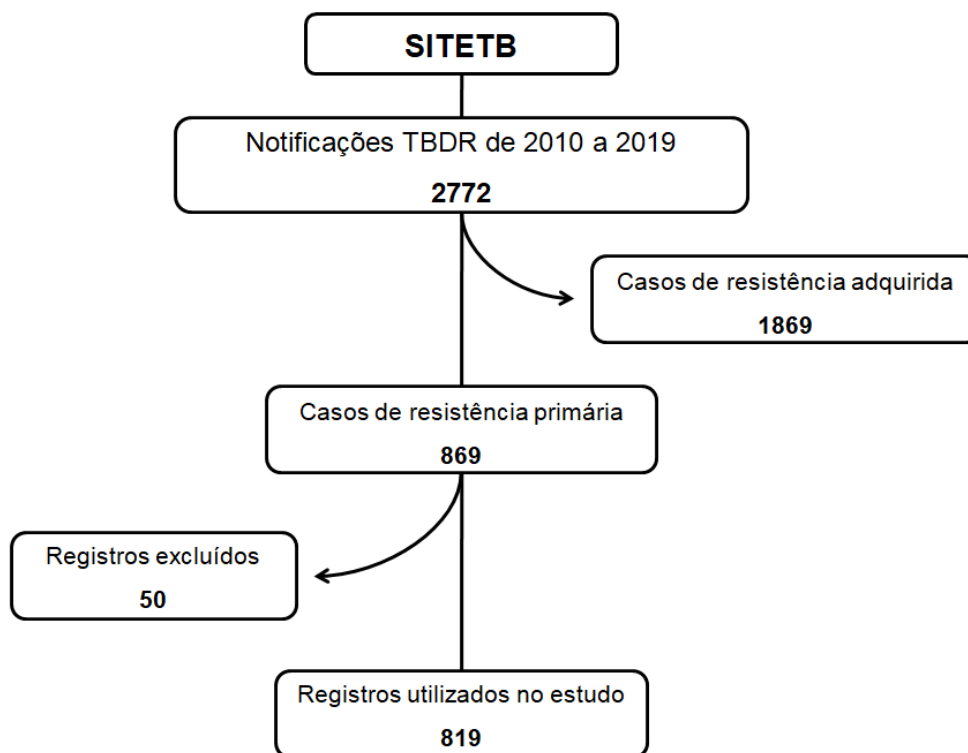 SITETB
Notificações TBDR de 2010 a 2019
2772
Casos de resistência adquirida
1869
Casos de resistência primária
869
Registros excluídos
50
Registros utilizados no estudo
819